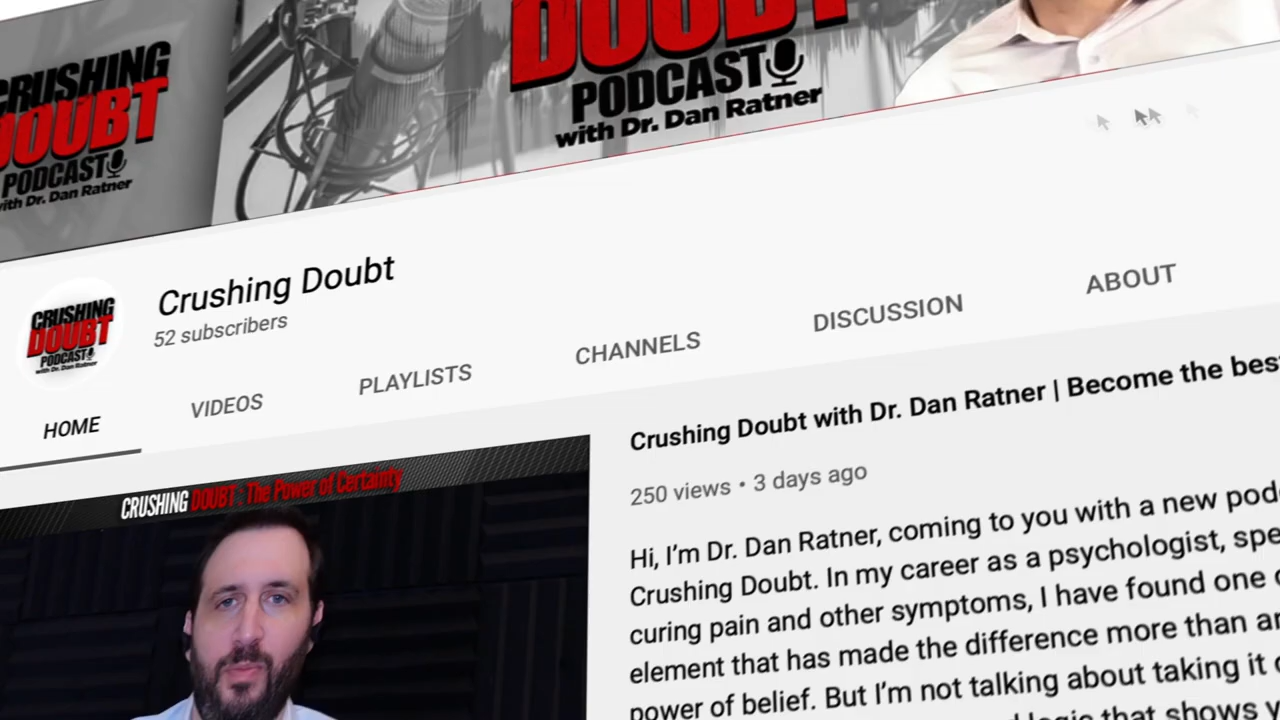 CRUSHING
DOUBT
PODCAST
with Dr. Dan Ratner
DOUBT
PODCAST
with Dr. Dan Ratner
CRUSHING
DOUBT
PODCAST
with Dr. Dan Ratner
Crushing Doubt
52 subscribers
HOME
VIDEOS
PLAYLISTS
CHANNELS
DISCUSSION
ABOUT
CRUSHING DOUBT : The Power of Certainty
Crushing Doubt with Dr. Dan Ratner | Become the
250 views • 3 days ago
Hi, I'm Dr. Dan Ratner, coming to you with a new
Crushing Doubt. In my career as a psychologist,
curing pain and other symptoms, I have found one
element that has made the difference more than
power of belief. But I'm not talking about taking it
logic that shows